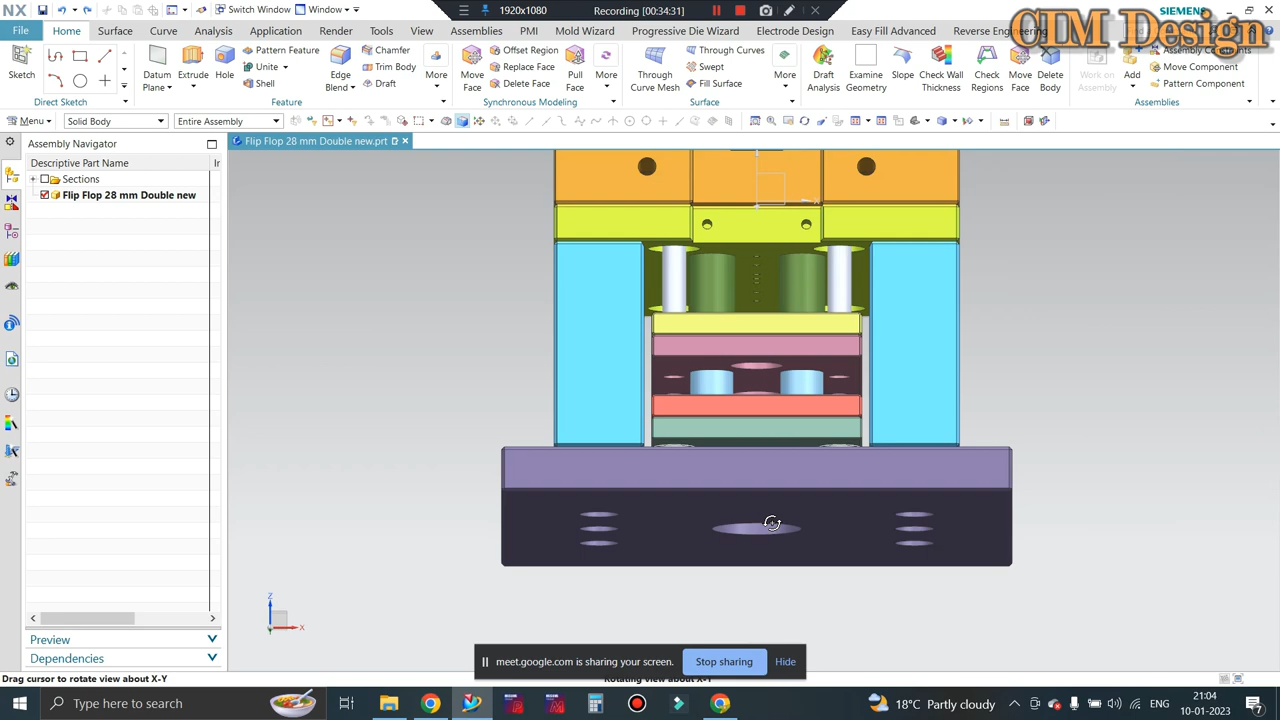 NX
Switch Window
Window
1920x1080
Recording [00:34:31]
SIEMENS
CIM Design
File
Home
Surface
Curve
Analysis
Application
Render
Tools
View
Assemblies
PMI
Mold Wizard
Progressive Die Wizard
Electrode Design
Easy Fill Advanced
Reverse Engineering
Sketch
Direct Sketch
Datum Plane
Extrude
Hole
Pattern Feature
Unite
Shell
Edge Blend
Chamfer
Trim Body
Draft
More
Feature
Move Face
Offset Region
Replace Face
Delete Face
Pull Face
More
Synchronous Modeling
Through Curve Mesh
Through Curves
Swept
Fill Surface
More
Surface
Draft Analysis
Examine Geometry
Slope
Check Wall Thickness
Check Regions
Move Face
Delete Body
Work on Assembly
Add
Assembly Constraints
Move Component
Pattern Component
Assemblies
Menu
Solid Body
Entire Assembly
Assembly Navigator
Flip Flop 28 mm Double new.prt
Descriptive Part Name
Ir
Sections
Flip Flop 28 mm Double new
Z
X
Preview
Dependencies
meet.google.com is sharing your screen.
Stop sharing
Hide
Drag cursor to rotate view about X-Y
Type here to search
18°C Partly cloudy
21:04
10-01-2023
7